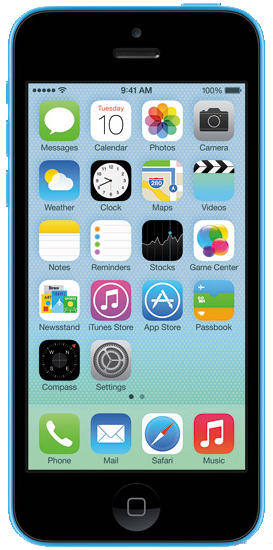 9:41 AM 100%
Tuesday
10
Messages Calendar Photos Camera
280
Weather Clock Maps Videos
Notes Reminders Stocks Game Center
Newsstand iTunes Store App Store Passbook
Compass Settings
Phone Mail Safari Music